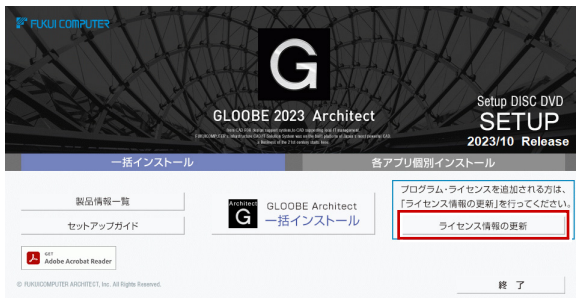 FUKUI COMPUTER
G
GLOOBE 2023 Architect
Setup DISC DVD
SETUP
2023/10 Release
一括インストール
各アプリ個別インストール
製品情報一覧
セットアップガイド
Architect
G
GLOOBE Architect
一括インストール
プログラム・ライセンスを追加される方は、
「ライセンス情報の更新」を行ってください。
ライセンス情報の更新
GET
Adobe Acrobat Reader
© FUKUICOMPUTER ARCHITECT, Inc. All Rights Reserved.
終 了